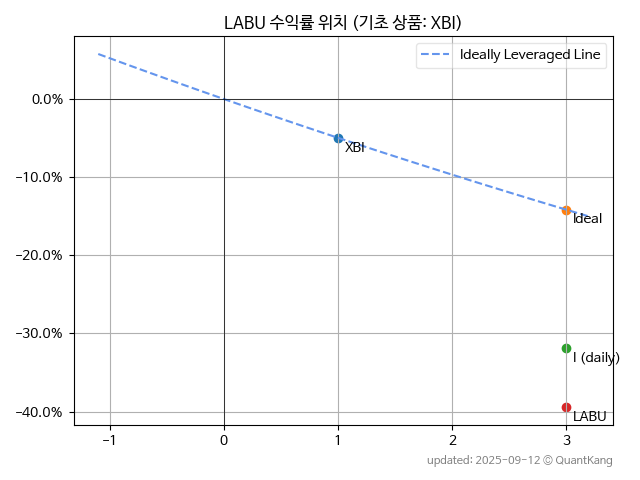 LABU 수익률 위치 (기초 상품: XBI)
Ideally Leveraged Line
0.0%
−10.0%
−20.0%
−30.0%
−40.0%
XBI
Ideal
I (daily)
LABU
−1
0
1
2
3
updated: 2025-09-12 © QuantKang